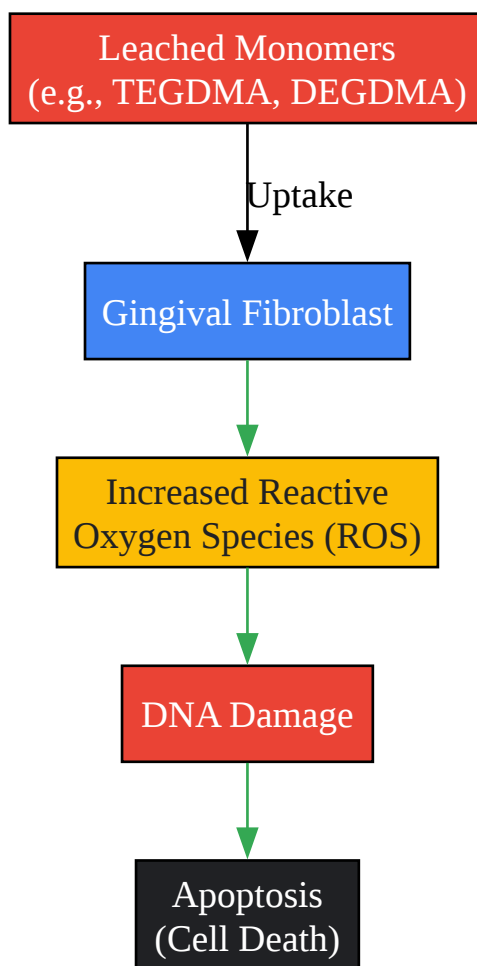 Leached Monomers
(e.g., TEGDMA, DEGDMA)
Uptake
Gingival Fibroblast
Increased Reactive
Oxygen Species (ROS)
DNA Damage
Apoptosis
(Cell Death)